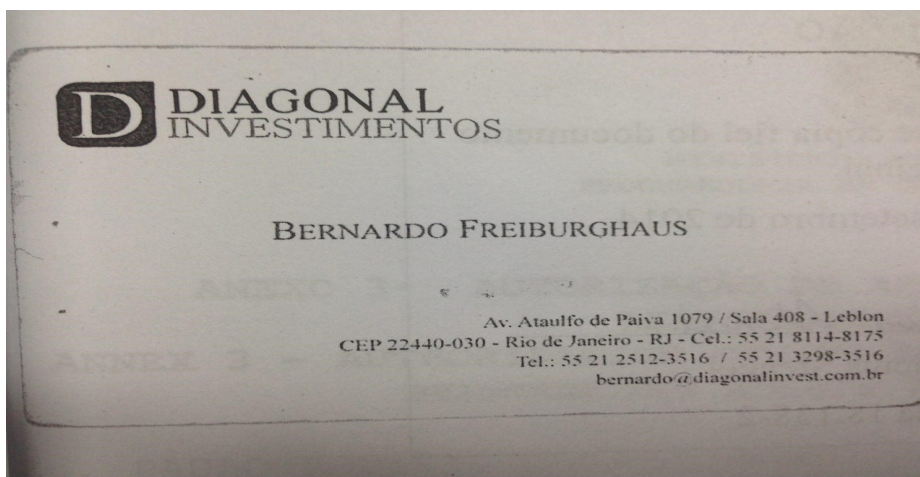 D DIAGONAL
INVESTIMENTOS
BERNARDO FREIBURGHAUS
Av. Ataulfo de Paiva 1079 / Sala 408 - Leblon
CEP 22440-030 - Rio de Janeiro - RJ - Cel.: 55 21 8114-8175
Tel.: 55 21 2512-3516 / 55 21 3298-3516
bernardo@diagonalinvest.com.br